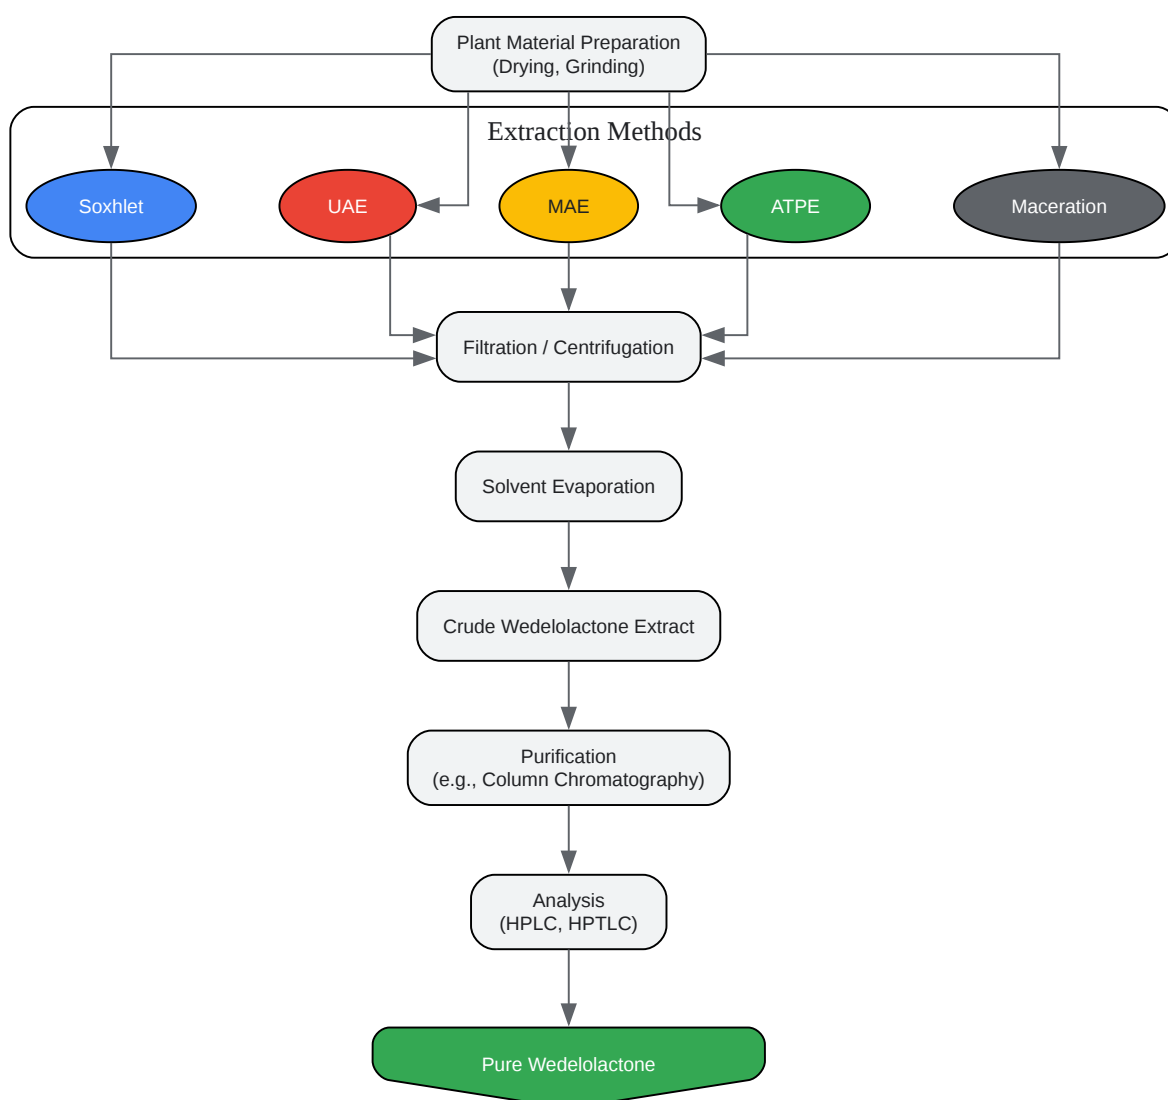 Plant Material Preparation
(Drying, Grinding)
Extraction Methods
Soxhlet
UAE
MAE
ATPE
Maceration
Filtration / Centrifugation
Solvent Evaporation
Crude Wedelolactone Extract
Purification
(e.g., Column Chromatography)
Analysis
(HPLC, HPTLC)
Pure Wedelolactone